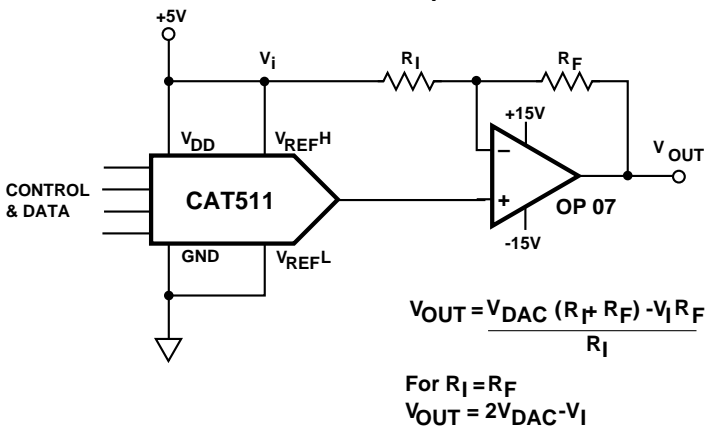 +5V
Vi
RI
RF
+15V
VDD
VREFH
–
VOUT
CONTROL
& DATA
CAT511
+
OP 07
-15V
GND
VREFL
VOUT = VDAC (RI+ RF) -VI RF
RI
For RI = RF
VOUT = 2VDAC-VI